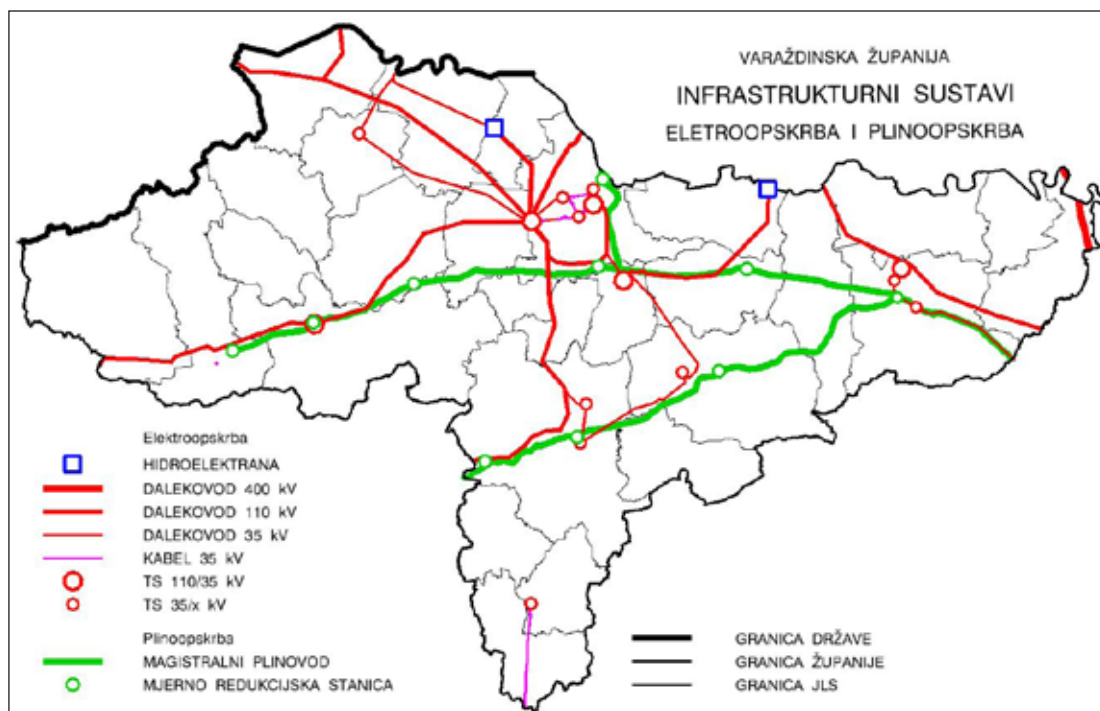 VARAŽDINSKA ŽUPANIJA
INFRASTRUKTURNI SUSTAVI
ELETROOPSKRBA I PLINOOPSKRBA
Elektroopskrba
HIDROELEKTRANA
DALEKOVOD 400 kV
DALEKOVOD 110 kV
DALEKOVOD 35 kV
KABEL 35 kV
TS 110/35 kV
TS 35/x kV
Plinoopskrba
MAGISTRALNI PLINOVOD
MJERNO REDUKCIJSKA STANICA
GRANICA DRŽAVE
GRANICA ŽUPANIJE
GRANICA JLS